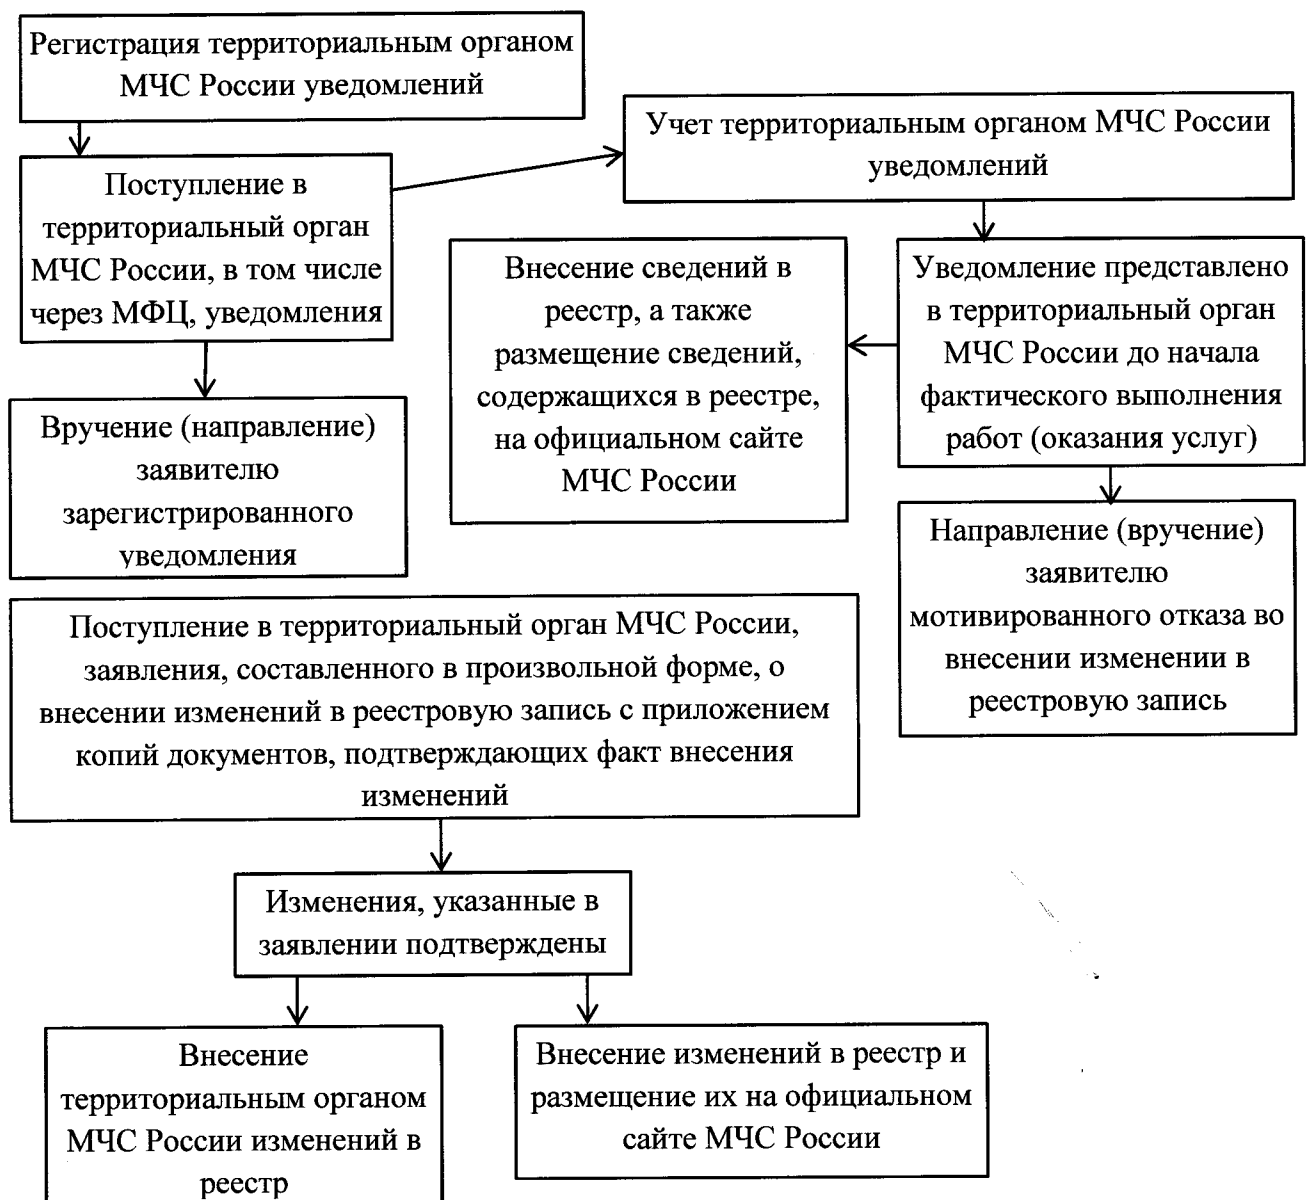 Регистрация территориальным органом
МЧС России уведомлений
Поступление в
территориальный орган
МЧС России, в том числе
через МФЦ, уведомления
Учет территориальным органом МЧС России
уведомлений
Вручение (направление)
заявителю
зарегистрированного
уведомления
Внесение сведений в
реестр, а также
размещение сведений,
содержащихся в реестре,
на официальном сайте
МЧС России
Уведомление представлено
в территориальный орган
МЧС России до начала
фактического выполнения
работ (оказания услуг)
Направление (вручение)
заявителю
мотивированного отказа во
внесении изменении в
реестровую запись
Поступление в территориальный орган МЧС России,
заявления, составленного в произвольной форме, о
внесении изменений в реестровую запись с приложением
копий документов, подтверждающих факт внесения
изменений
Изменения, указанные в
заявлении подтверждены
Внесение
территориальным органом
МЧС России изменений в
реестр
Внесение изменений в реестр и
размещение их на официальном
сайте МЧС России